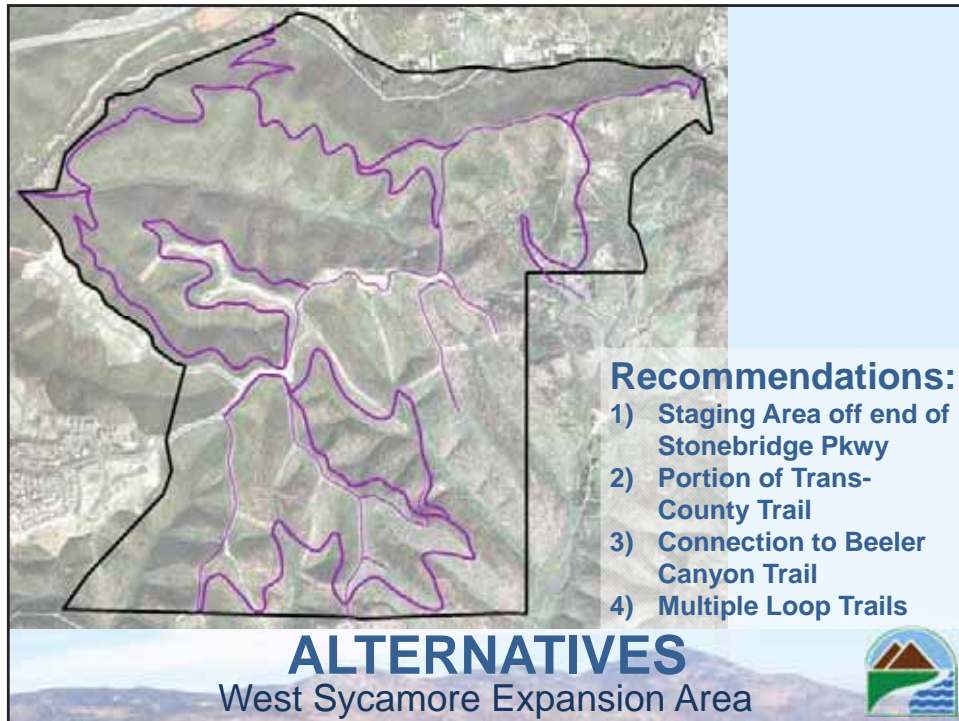 Recommendations:
1) Staging Area off end of
Stonebridge Pkwy
2) Portion of Trans-
County Trail
3) Connection to Beeler
Canyon Trail
4) Multiple Loop Trails
ALTERNATIVES
West Sycamore Expansion Area